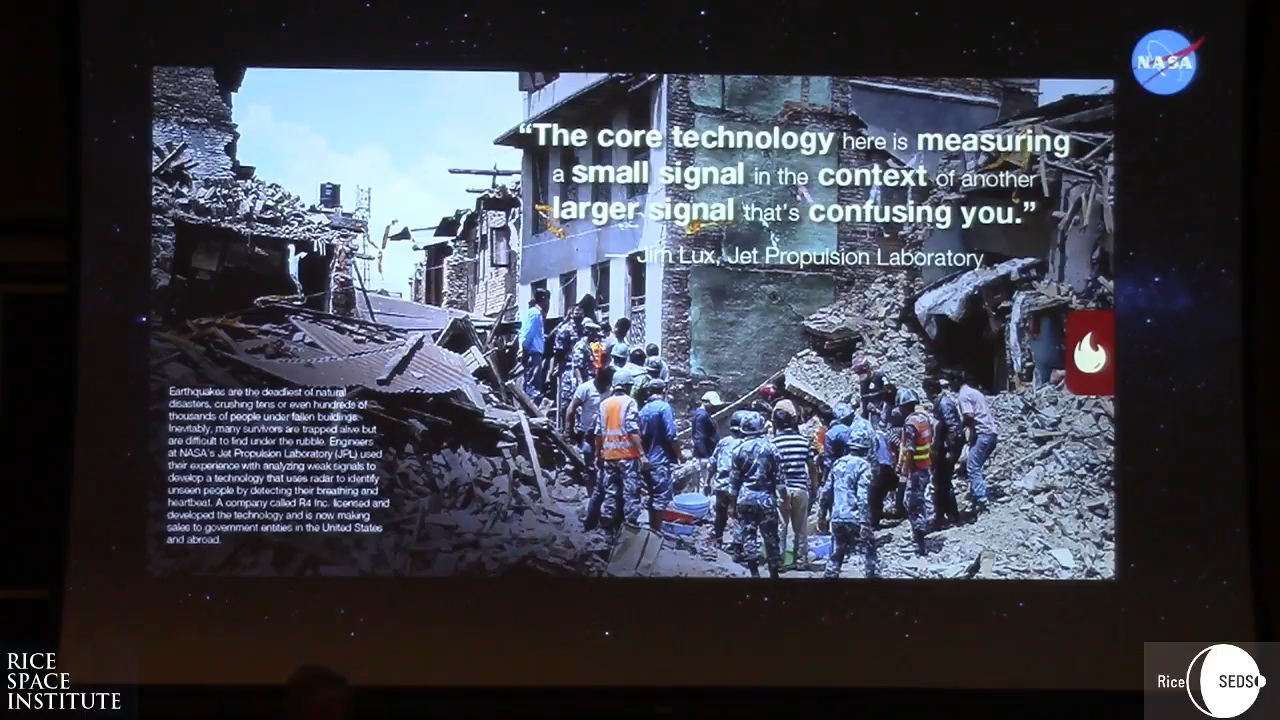 NASA
“The core technology here is measuring
a small signal in the context of another
larger signal that's confusing you.”
— Jim Lux, Jet Propulsion Laboratory
Earthquakes are the deadliest of natural
disasters, crushing tens or even hundreds of
thousands of people under fallen buildings.
Inevitably, many survivors are trapped alive but
are difficult to find under the rubble. Engineers
at NASA's Jet Propulsion Laboratory (JPL) used
their experience with analyzing weak signals to
develop a technology that uses radar to identify
unseen people by detecting their breathing and
heartbeat. A company called R4 Inc. licensed and
developed the technology and is now making
sales to government entities in the United States
and abroad.
RICE
SPACE
INSTITUTE
Rice SEDS